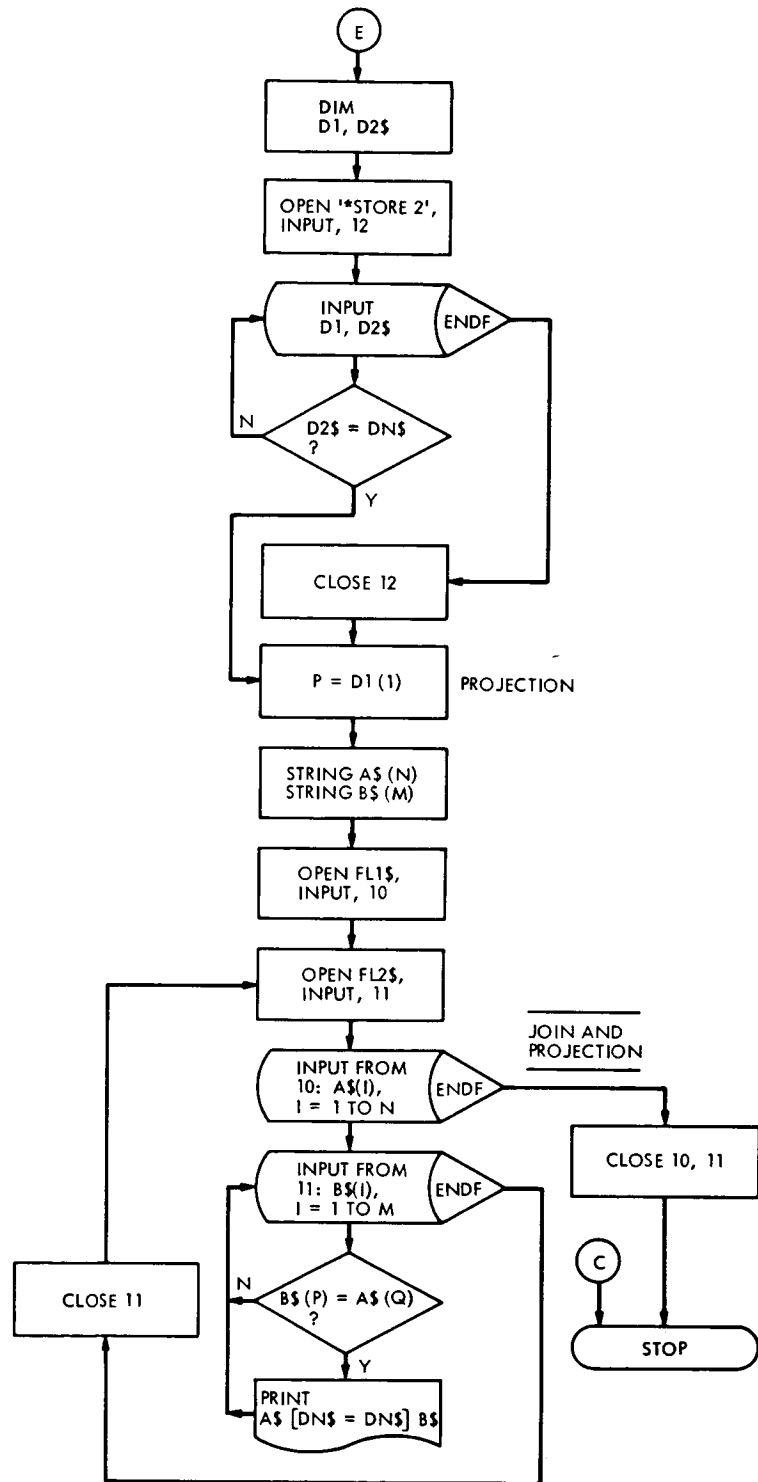 E
DIM
D1, D2$
OPEN '*STORE 2',
INPUT, 12
INPUT
D1, D2$
ENDF
N
D2$ = DN$
?
Y
CLOSE 12
P = D1(1)
PROJECTION
STRING A$(N)
STRING B$(M)
OPEN FL1$,
INPUT, 10
OPEN FL2$,
INPUT, 11
JOIN AND
PROJECTION
INPUT FROM
10: A$(I),
I = 1 TO N
ENDF
CLOSE 10, 11
INPUT FROM
11: B$(I),
I = 1 TO M
ENDF
C
CLOSE 11
N
B$(P) = A$(Q)
?
Y
STOP
PRINT
A$ [DN$ = DN$] B$